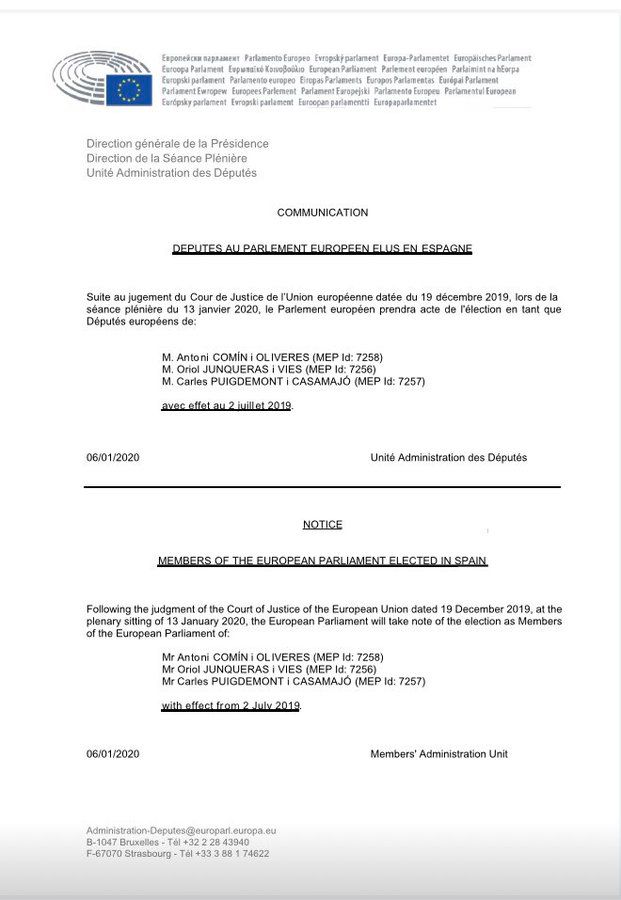 Европейски парламент Parlamento Europeo Evropský parlament Europa-Parlamentet Europäisches Parlament
Euroopa Parlament Ευρωπαϊκό Κοινοβούλιο European Parliament Parlement européen Parlaimint na hEorpa
Europski parlament Parlamento europeo Eiropas Parlaments Europos Parlamentas Európai Parlament
Parlament Ewropew Europees Parlement Parlament Europejski Parlamento Europeu Parlamentul European
Európsky parlament Evropski parlament Euroopan parlamentti Europaparlamentet
Direction générale de la Présidence
Direction de la Séance Plénière
Unité Administration des Députés
COMMUNICATION
DEPUTES AU PARLEMENT EUROPEEN ELUS EN ESPAGNE
Suite au jugement du Cour de Justice de l'Union européenne datée du 19 décembre 2019, lors de la
séance plénière du 13 janvier 2020, le Parlement européen prendra acte de l'élection en tant que
Députés européens de:
M. Antoni COMÍN i OLIVERES (MEP Id: 7258)
M. Oriol JUNQUERAS i VIES (MEP Id: 7256)
M. Carles PUIGDEMONT i CASAMAJÓ (MEP Id: 7257)
avec effet au 2 juillet 2019.
06/01/2020 Unité Administration des Députés
NOTICE
MEMBERS OF THE EUROPEAN PARLIAMENT ELECTED IN SPAIN
Following the judgment of the Court of Justice of the European Union dated 19 December 2019, at the
plenary sitting of 13 January 2020, the European Parliament will take note of the election as Members
of the European Parliament of:
Mr Antoni COMÍN i OLIVERES (MEP Id: 7258)
Mr Oriol JUNQUERAS i VIES (MEP Id: 7256)
Mr Carles PUIGDEMONT i CASAMAJÓ (MEP Id: 7257)
with effect from 2 July 2019.
06/01/2020 Members' Administration Unit
Administration-Deputes@europarl.europa.eu
B-1047 Bruxelles - Tél +32 2 28 43940
F-67070 Strasbourg - Tél +33 3 88 1 74622